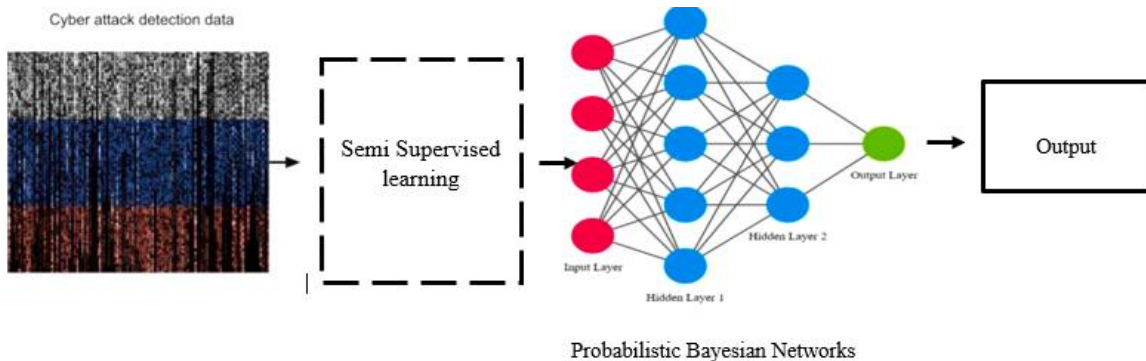 Cyber attack detection data
Semi Supervised
learning
Input Layer
Hidden Layer 1
Hidden Layer 2
Output Layer
Output
Probabilistic Bayesian Networks